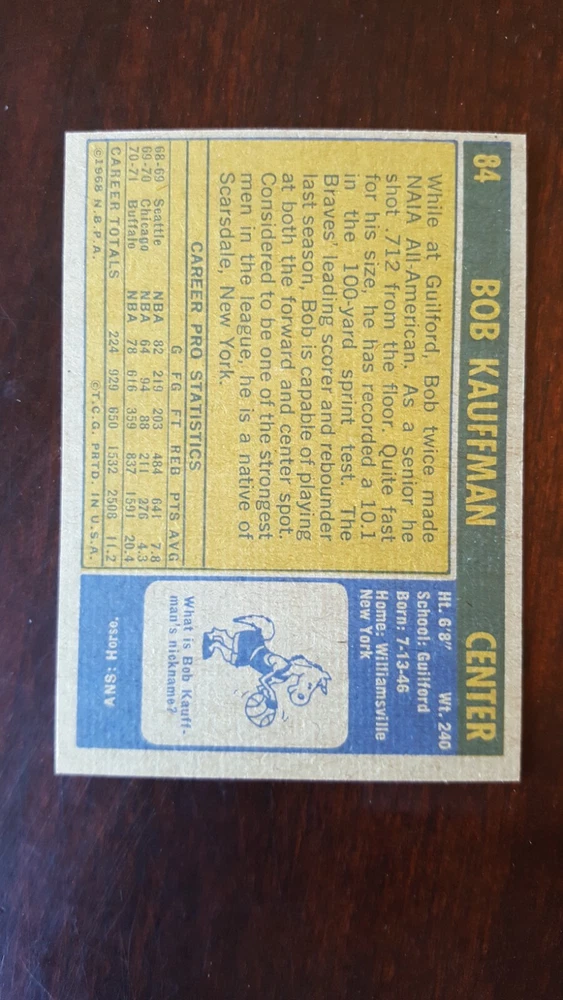 84 BOB KAUFFMAN CENTER
While at Guilford, Bob twice made
NAIA All-American. As a senior he
shot .712 from the floor. Quite fast
for his size, he has recorded a 10.1
in the 100-yard sprint test. The
Braves' leading scorer and rebounder
last season, Bob is capable of playing
at both the forward and center spot.
Considered to be one of the strongest
men in the league, he is a native of
Scarsdale, New York.
CAREER PRO STATISTICS
G FG FT REB PTS AVG
68-69 Seattle NBA 82 219 203 484 641 7.8
69-70 Chicago NBA 64 94 88 211 276 4.3
70-71 Buffalo NBA 78 616 359 837 1591 20.4
CAREER TOTALS 224 929 650 1532 2508 11.2
©1968 N.B.P.A. ©T.C.G. PRTD. IN U.S.A.
Ht. 6'8" Wt. 240
School: Guilford
Born: 7-13-46
Home: Williamsville
New York
What is Bob Kauff-
man's nickname?
ANS: Horse.